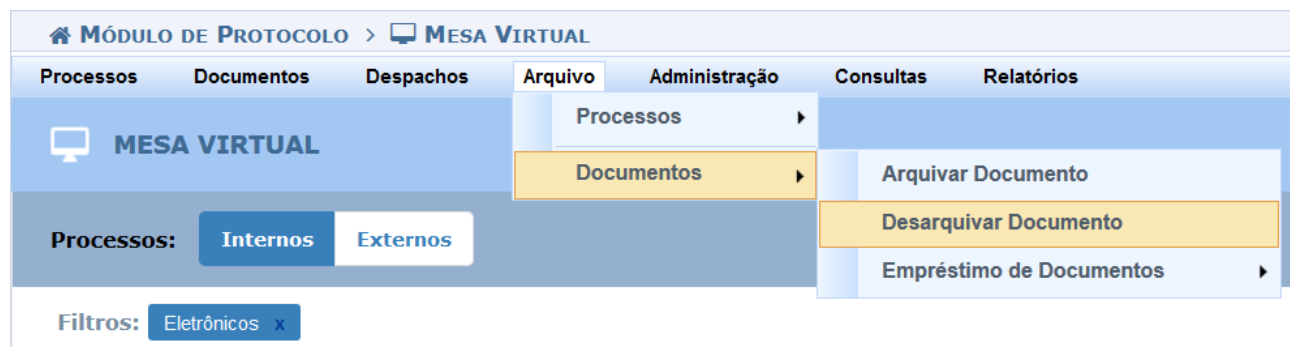 MÓDULO DE PROTOCOLO > MESA VIRTUAL
Processos Documentos Despachos Arquivo Administração Consultas Relatórios
Processos
MESA VIRTUAL
Documentos
Arquivar Documento
Desarquivar Documento
Processos: Internos Externos
Empréstimo de Documentos
Filtros: Eletrônicos x